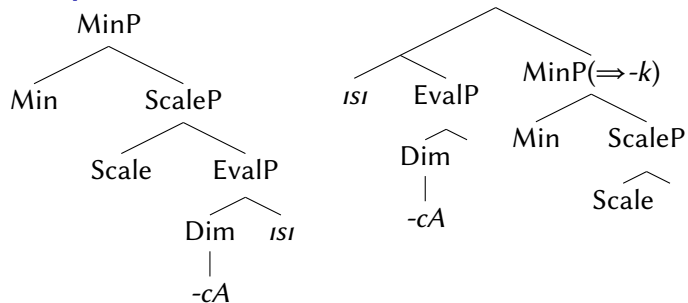 MinP
Min ScaleP
Scale EvalP
Dim ısı
-cA
ısı EvalP MinP(⇒-k)
Dim Min ScaleP
-cA Scale